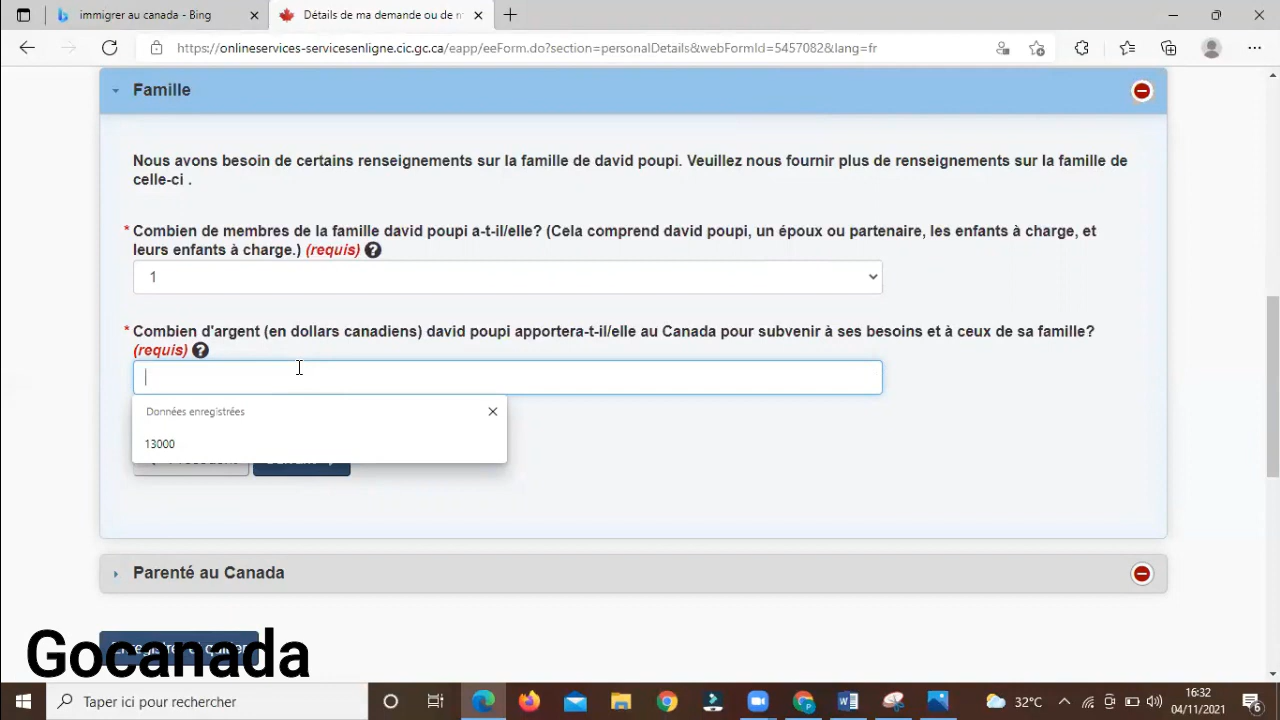 immigrer au canada - Bing
Détails de ma demande ou de m
https://onlineservices-servicesenligne.cic.gc.ca/eapp/eeForm.do?section=personalDetails&webFormId=5457082&lang=fr
Famille
Nous avons besoin de certains renseignements sur la famille de david poupi. Veuillez nous fournir plus de renseignements sur la famille de
celle-ci .
* Combien de membres de la famille david poupi a-t-il/elle? (Cela comprend david poupi, un époux ou partenaire, les enfants à charge, et
leurs enfants à charge.) (requis) ?
1
* Combien d'argent (en dollars canadiens) david poupi apportera-t-il/elle au Canada pour subvenir à ses besoins et à ceux de sa famille?
(requis) ?
Données enregistrées
13000
Parenté au Canada
Gocanada
Taper ici pour rechercher
32°C
16:32
04/11/2021
6